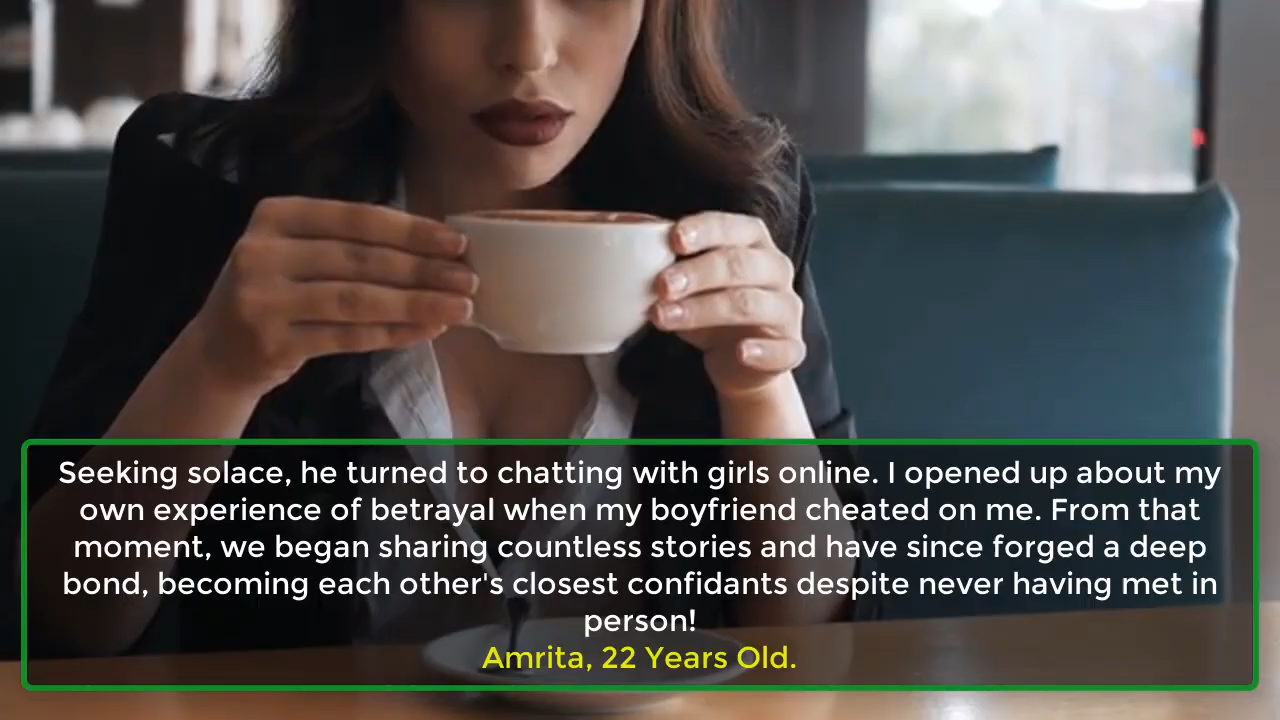 Seeking solace, he turned to chatting with girls online. I opened up about my
own experience of betrayal when my boyfriend cheated on me. From that
moment, we began sharing countless stories and have since forged a deep
bond, becoming each other's closest confidants despite never having met in
person!
Amrita, 22 Years Old.